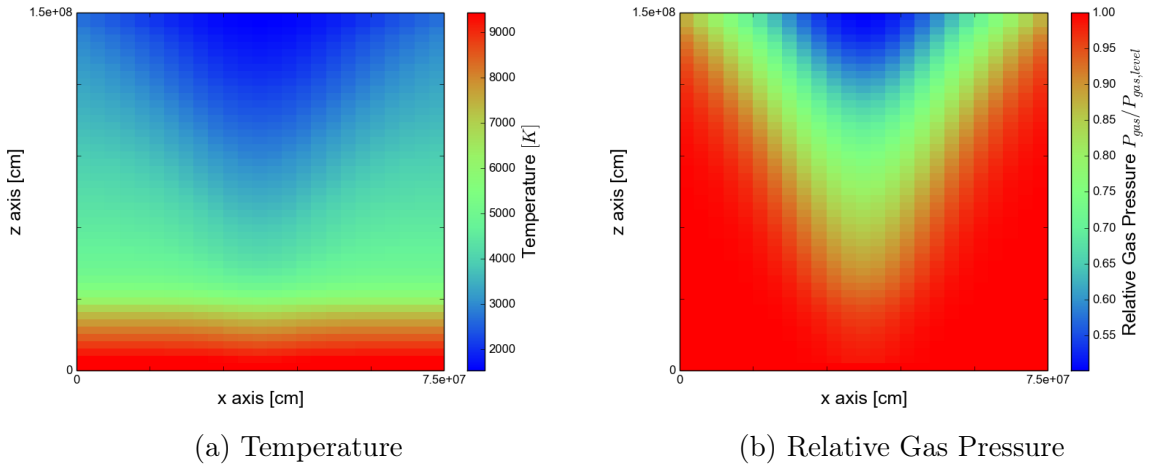 1.5e+08
z axis [cm]
0
0
7.5e+07
x axis [cm]
9000
8000
7000
6000
5000
4000
3000
2000
Temperature [K]
(a) Temperature
1.5e+08
z axis [cm]
0
0
7.5e+07
x axis [cm]
1.00
0.95
0.90
0.85
0.80
0.75
0.70
0.65
0.60
0.55
Relative Gas Pressure P_gas/P_gas,level
(b) Relative Gas Pressure